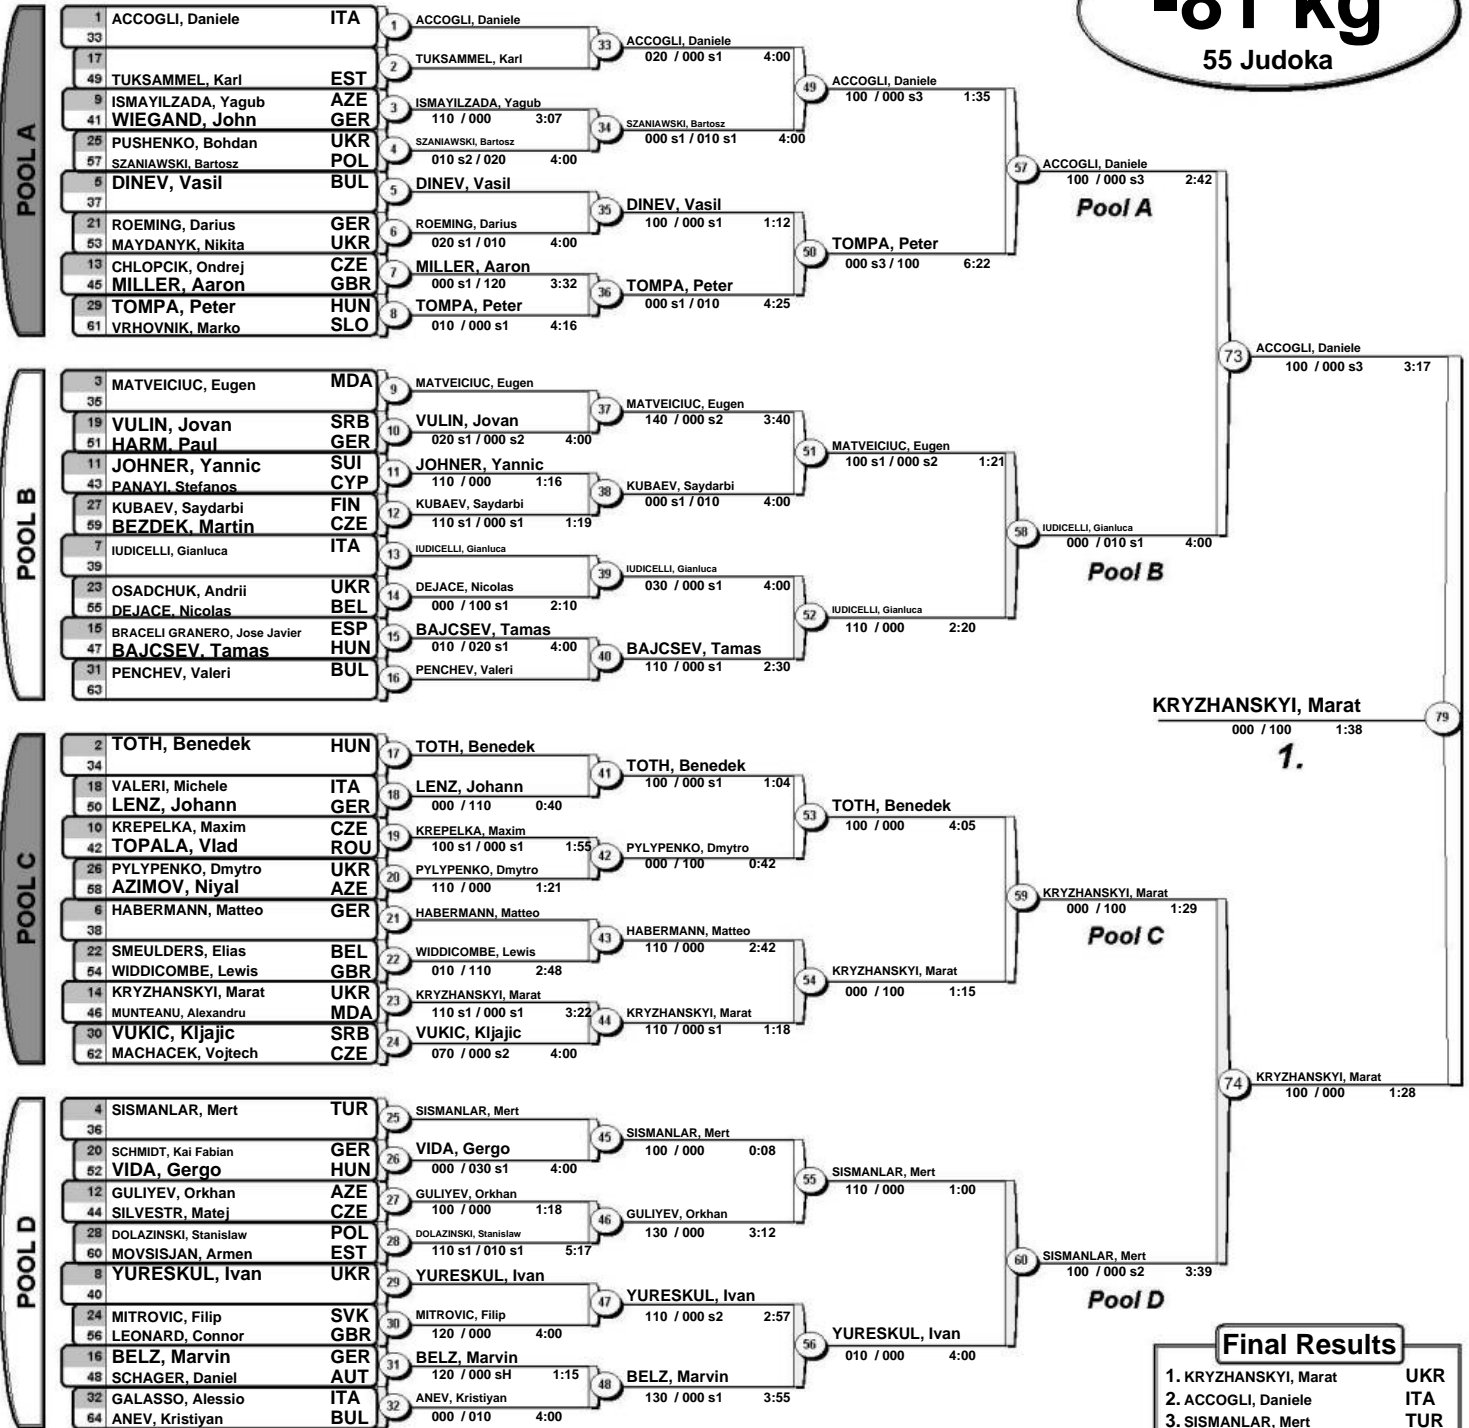 -81 kg
55 Judoka
POOL A
1 ACCOGLI, Daniele ITA
33
17
49 TUKSAMMEL, Karl EST
9 ISMAYILZADA, Yagub AZE
41 WIEGAND, John GER
25 PUSHENKO, Bohdan UKR
57 SZANIAWSKI, Bartosz POL
5 DINEV, Vasil BUL
37
21 ROEMING, Darius GER
53 MAYDANYK, Nikita UKR
13 CHLOPCIK, Ondrej CZE
45 MILLER, Aaron GBR
29 TOMPA, Peter HUN
61 VRHOVNIK, Marko SLO
1 ACCOGLI, Daniele
2 TUKSAMMEL, Karl
3 ISMAYILZADA, Yagub
110 / 000 3:07
4 SZANIAWSKI, Bartosz
010 s2 / 020 4:00
5 DINEV, Vasil
6 ROEMING, Darius
020 s1 / 010 4:00
7 MILLER, Aaron
000 s1 / 120 3:32
8 TOMPA, Peter
010 / 000 s1 4:16
33 ACCOGLI, Daniele
020 / 000 s1 4:00
34 SZANIAWSKI, Bartosz
000 s1 / 010 s1 4:00
35 DINEV, Vasil
100 / 000 s1 1:12
36 TOMPA, Peter
000 s1 / 010 4:25
49 ACCOGLI, Daniele
100 / 000 s3 1:35
50 TOMPA, Peter
000 s3 / 100 6:22
57 ACCOGLI, Daniele
100 / 000 s3 2:42
Pool A
POOL B
3 MATVEICIUC, Eugen MDA
35
19 VULIN, Jovan SRB
51 HARM, Paul GER
11 JOHNER, Yannic SUI
43 PANAYI, Stefanos CYP
27 KUBAEV, Saydarbi FIN
59 BEZDEK, Martin CZE
7 IUDICELLI, Gianluca ITA
39
23 OSADCHUK, Andrii UKR
55 DEJACE, Nicolas BEL
15 BRACELI GRANERO, Jose Javier ESP
47 BAJCSEV, Tamas HUN
31 PENCHEV, Valeri BUL
63
9 MATVEICIUC, Eugen
10 VULIN, Jovan
020 s1 / 000 s2 4:00
11 JOHNER, Yannic
110 / 000 1:16
12 KUBAEV, Saydarbi
110 s1 / 000 s1 1:19
13 IUDICELLI, Gianluca
14 DEJACE, Nicolas
000 / 100 s1 2:10
15 BAJCSEV, Tamas
010 / 020 s1 4:00
16 PENCHEV, Valeri
37 MATVEICIUC, Eugen
140 / 000 s2 3:40
38 KUBAEV, Saydarbi
000 s1 / 010 4:00
39 IUDICELLI, Gianluca
030 / 000 s1 4:00
40 BAJCSEV, Tamas
110 / 000 s1 2:30
51 MATVEICIUC, Eugen
100 s1 / 000 s2 1:21
52 IUDICELLI, Gianluca
110 / 000 2:20
58 IUDICELLI, Gianluca
000 / 010 s1 4:00
Pool B
73 ACCOGLI, Daniele
100 / 000 s3 3:17
KRYZHANSKYI, Marat 79
000 / 100 1:38
1.
POOL C
2 TOTH, Benedek HUN
34
18 VALERI, Michele ITA
50 LENZ, Johann GER
10 KREPELKA, Maxim CZE
42 TOPALA, Vlad ROU
26 PYLYPENKO, Dmytro UKR
58 AZIMOV, Niyal AZE
6 HABERMANN, Matteo GER
38
22 SMEULDERS, Elias BEL
54 WIDDICOMBE, Lewis GBR
14 KRYZHANSKYI, Marat UKR
46 MUNTEANU, Alexandru MDA
30 VUKIC, Kljajic SRB
62 MACHACEK, Vojtech CZE
17 TOTH, Benedek
18 LENZ, Johann
000 / 110 0:40
19 KREPELKA, Maxim
100 s1 / 000 s1 1:55
20 PYLYPENKO, Dmytro
110 / 000 1:21
21 HABERMANN, Matteo
22 WIDDICOMBE, Lewis
010 / 110 2:48
23 KRYZHANSKYI, Marat
110 s1 / 000 s1 3:22
24 VUKIC, Kljajic
070 / 000 s2 4:00
41 TOTH, Benedek
100 / 000 s1 1:04
42 PYLYPENKO, Dmytro
000 / 100 0:42
43 HABERMANN, Matteo
110 / 000 2:42
44 KRYZHANSKYI, Marat
110 / 000 s1 1:18
53 TOTH, Benedek
100 / 000 4:05
54 KRYZHANSKYI, Marat
000 / 100 1:15
59 KRYZHANSKYI, Marat
000 / 100 1:29
Pool C
74 KRYZHANSKYI, Marat
100 / 000 1:28
POOL D
4 SISMANLAR, Mert TUR
36
20 SCHMIDT, Kai Fabian GER
52 VIDA, Gergo HUN
12 GULIYEV, Orkhan AZE
44 SILVESTR, Matej CZE
28 DOLAZINSKI, Stanislaw POL
60 MOVSISJAN, Armen EST
8 YURESKUL, Ivan UKR
40
24 MITROVIC, Filip SVK
56 LEONARD, Connor GBR
16 BELZ, Marvin GER
48 SCHAGER, Daniel AUT
32 GALASSO, Alessio ITA
64 ANEV, Kristiyan BUL
25 SISMANLAR, Mert
26 VIDA, Gergo
000 / 030 s1 4:00
27 GULIYEV, Orkhan
100 / 000 1:18
28 DOLAZINSKI, Stanislaw
110 s1 / 010 s1 5:17
29 YURESKUL, Ivan
30 MITROVIC, Filip
120 / 000 4:00
31 BELZ, Marvin
120 / 000 sH 1:15
32 ANEV, Kristiyan
000 / 010 4:00
45 SISMANLAR, Mert
100 / 000 0:08
46 GULIYEV, Orkhan
130 / 000 3:12
47 YURESKUL, Ivan
110 / 000 s2 2:57
48 BELZ, Marvin
130 / 000 s1 3:55
55 SISMANLAR, Mert
110 / 000 1:00
56 YURESKUL, Ivan
010 / 000 4:00
60 SISMANLAR, Mert
100 / 000 s2 3:39
Pool D
Final Results
1. KRYZHANSKYI, Marat UKR
2. ACCOGLI, Daniele ITA
3. SISMANLAR, Mert TUR